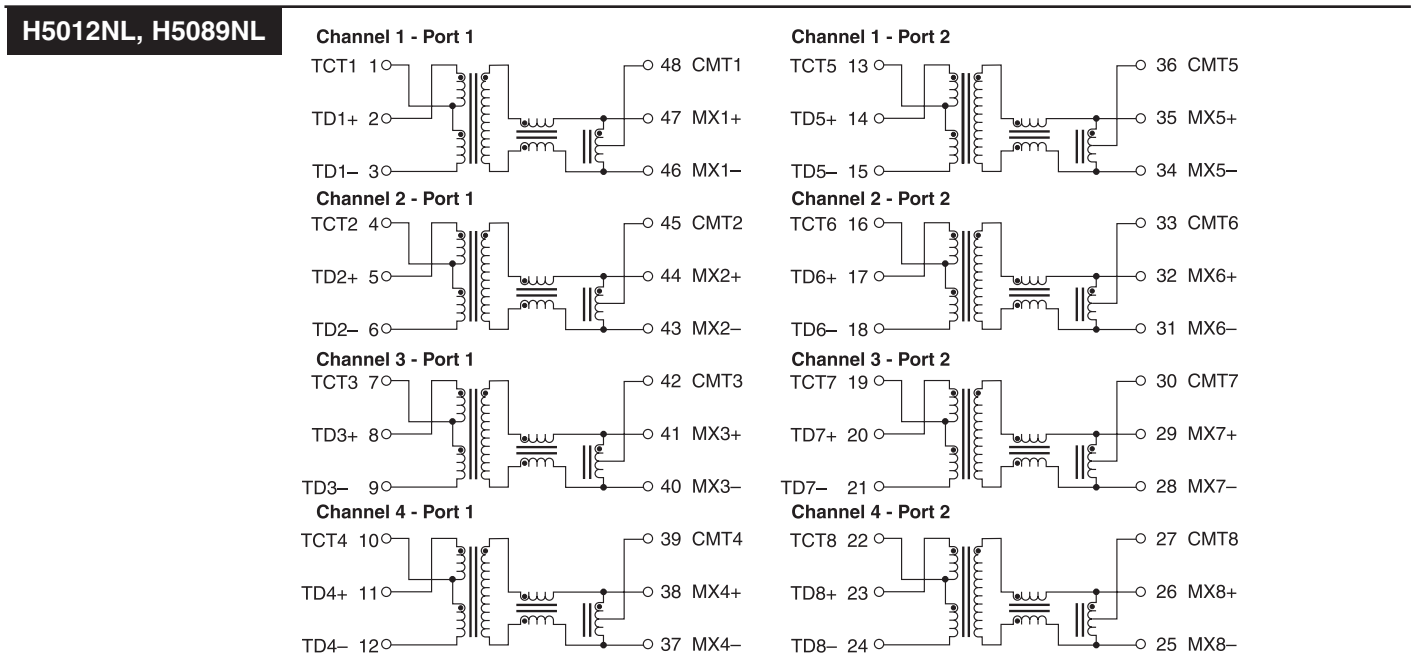 H5012NL, H5089NL
Channel 1 - Port 1
TCT1 1 48 CMT1
TD1+ 2 47 MX1+
TD1– 3 46 MX1–
Channel 2 - Port 1
TCT2 4 45 CMT2
TD2+ 5 44 MX2+
TD2– 6 43 MX2–
Channel 3 - Port 1
TCT3 7 42 CMT3
TD3+ 8 41 MX3+
TD3– 9 40 MX3–
Channel 4 - Port 1
TCT4 10 39 CMT4
TD4+ 11 38 MX4+
TD4– 12 37 MX4–
Channel 1 - Port 2
TCT5 13 36 CMT5
TD5+ 14 35 MX5+
TD5– 15 34 MX5–
Channel 2 - Port 2
TCT6 16 33 CMT6
TD6+ 17 32 MX6+
TD6– 18 31 MX6–
Channel 3 - Port 2
TCT7 19 30 CMT7
TD7+ 20 29 MX7+
TD7– 21 28 MX7–
Channel 4 - Port 2
TCT8 22 27 CMT8
TD8+ 23 26 MX8+
TD8– 24 25 MX8–